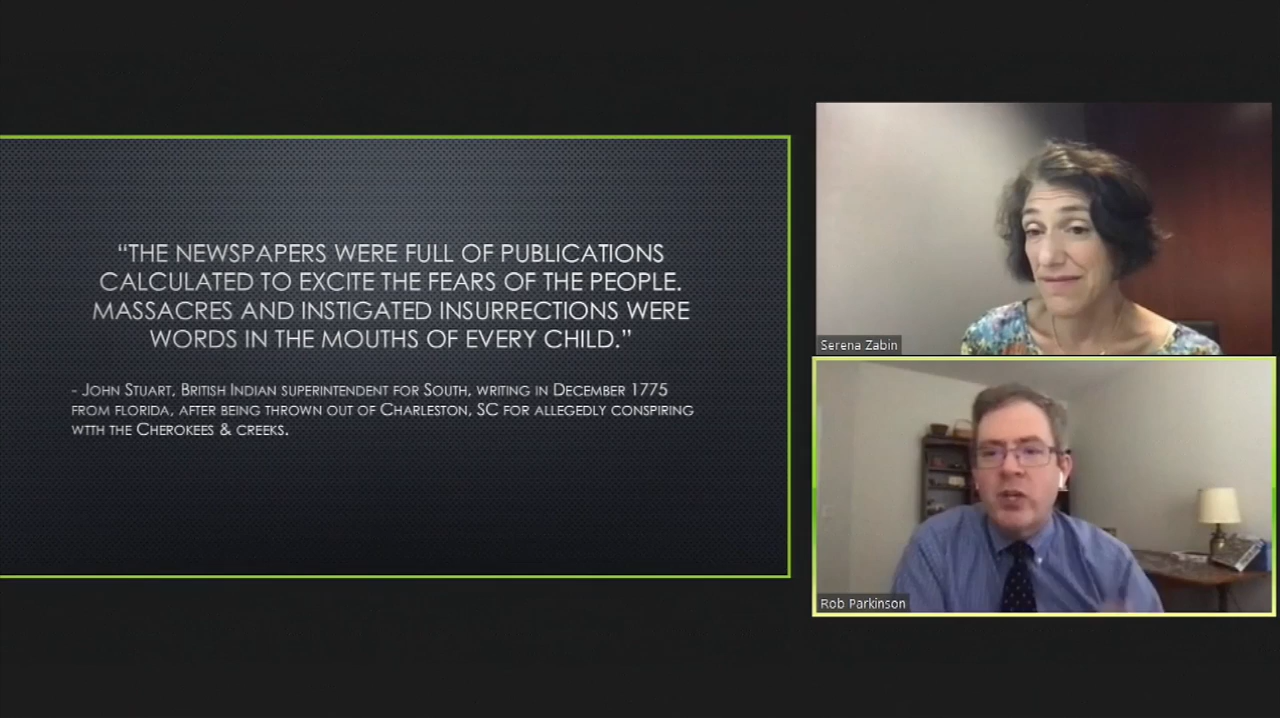 “THE NEWSPAPERS WERE FULL OF PUBLICATIONS
CALCULATED TO EXCITE THE FEARS OF THE PEOPLE.
MASSACRES AND INSTIGATED INSURRECTIONS WERE
WORDS IN THE MOUTHS OF EVERY CHILD.”
- JOHN STUART, BRITISH INDIAN SUPERINTENDENT FOR SOUTH, WRITING IN DECEMBER 1775
FROM FLORIDA, AFTER BEING THROWN OUT OF CHARLESTON, SC FOR ALLEGEDLY CONSPIRING
WTTH THE CHEROKEES & CREEKS.
Serena Zabin
Rob Parkinson